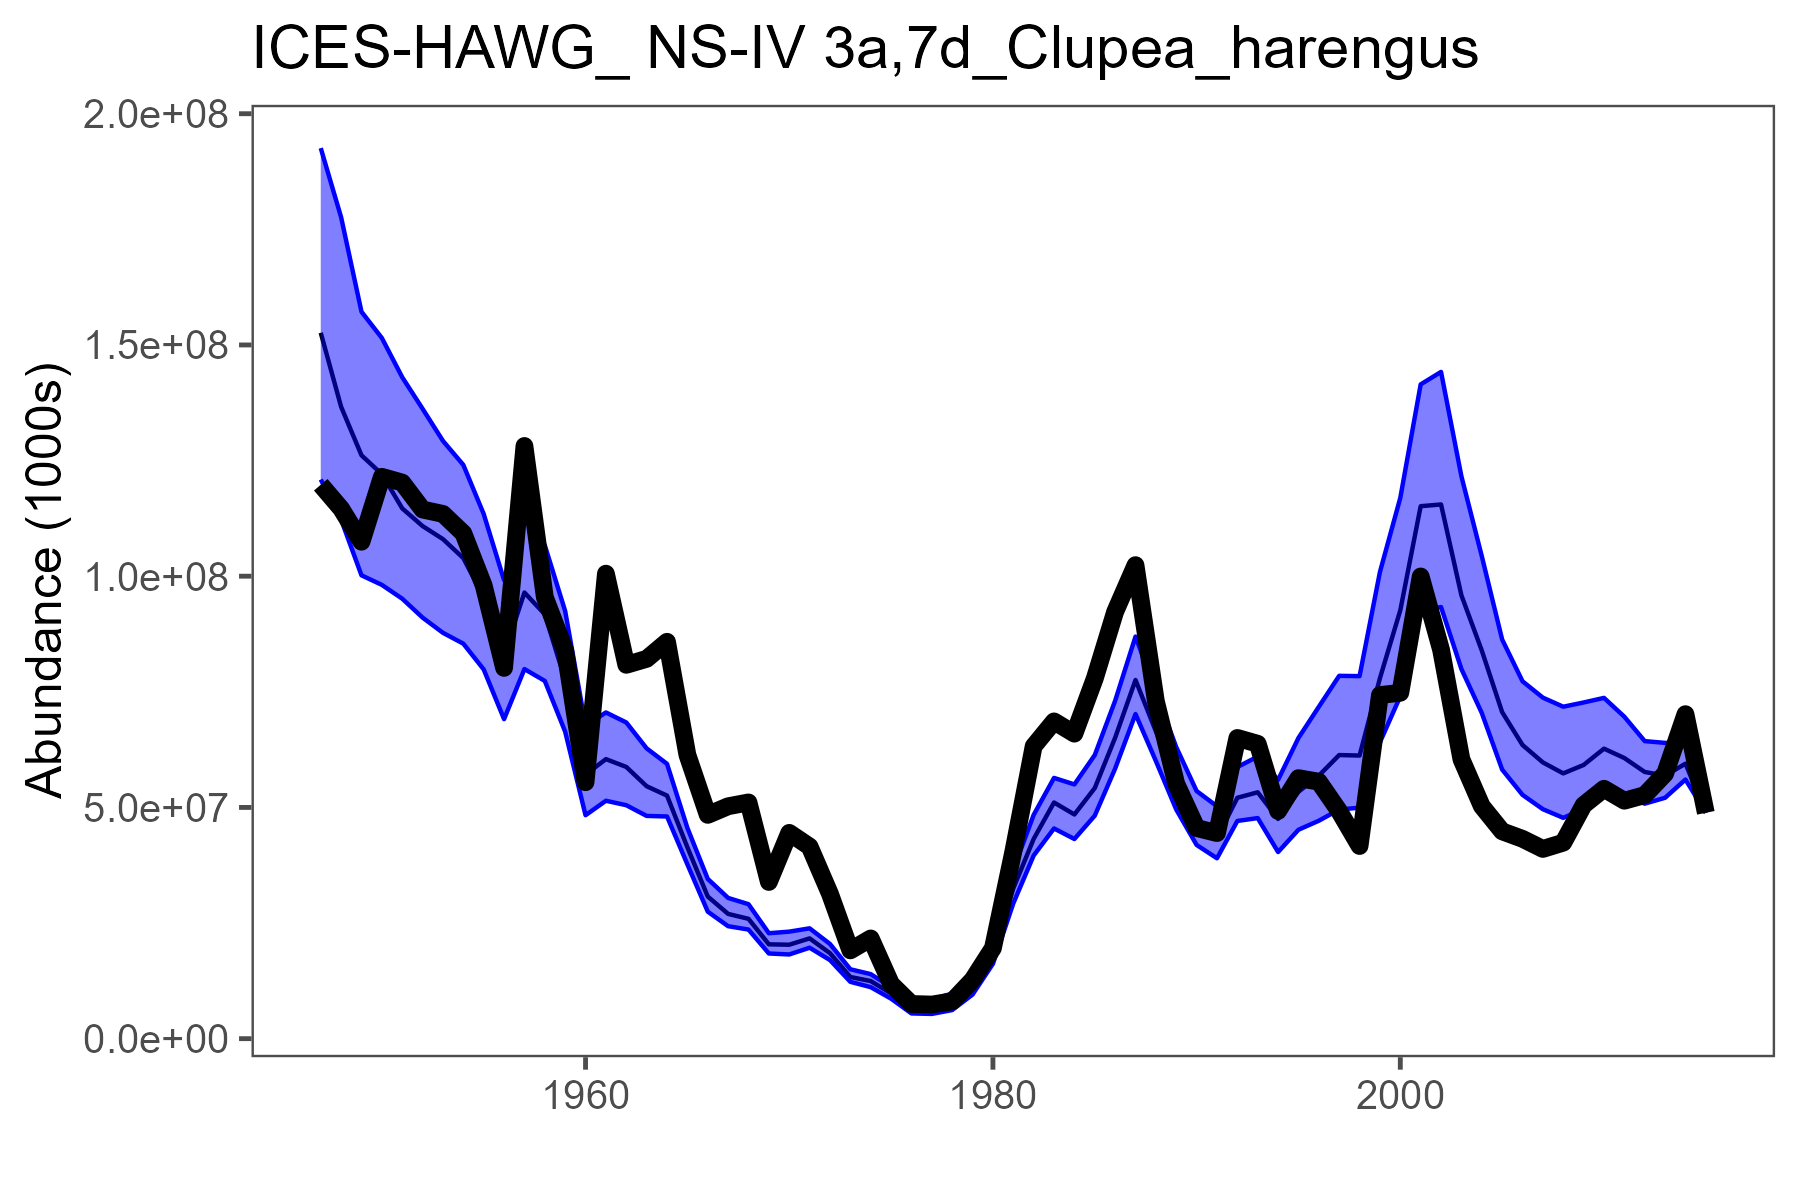 ICES-HAWG_ NS-IV 3a,7d_Clupea_harengus
2.0e+08
1.5e+08
1.0e+08
5.0e+07
0.0e+00
Abundance (1000s)
1960
1980
2000